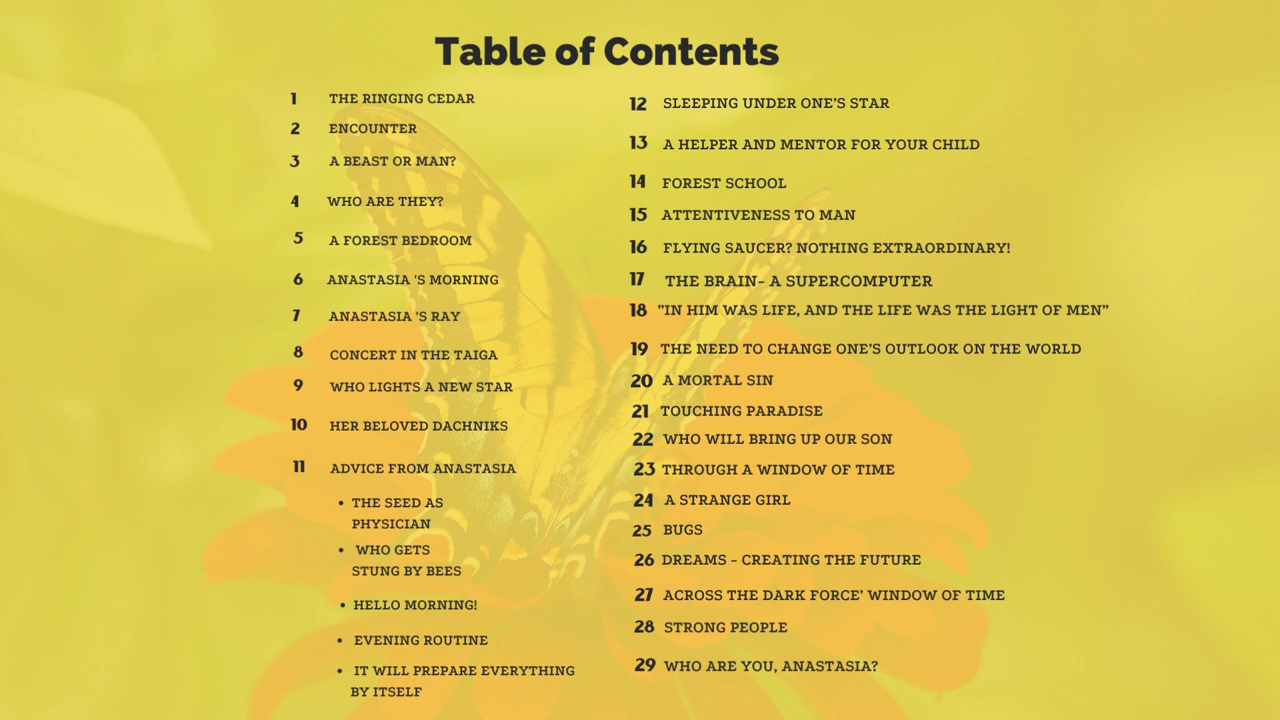 Table of Contents
1 THE RINGING CEDAR
2 ENCOUNTER
3 A BEAST OR MAN?
4 WHO ARE THEY?
5 A FOREST BEDROOM
6 ANASTASIA 'S MORNING
7 ANASTASIA 'S RAY
8 CONCERT IN THE TAIGA
9 WHO LIGHTS A NEW STAR
10 HER BELOVED DACHNIKS
11 ADVICE FROM ANASTASIA
• THE SEED AS
PHYSICIAN
• WHO GETS
STUNG BY BEES
• HELLO MORNING!
• EVENING ROUTINE
• IT WILL PREPARE EVERYTHING
BY ITSELF
12 SLEEPING UNDER ONE'S STAR
13 A HELPER AND MENTOR FOR YOUR CHILD
14 FOREST SCHOOL
15 ATTENTIVENESS TO MAN
16 FLYING SAUCER? NOTHING EXTRAORDINARY!
17 THE BRAIN- A SUPERCOMPUTER
18 "IN HIM WAS LIFE, AND THE LIFE WAS THE LIGHT OF MEN"
19 THE NEED TO CHANGE ONE'S OUTLOOK ON THE WORLD
20 A MORTAL SIN
21 TOUCHING PARADISE
22 WHO WILL BRING UP OUR SON
23 THROUGH A WINDOW OF TIME
24 A STRANGE GIRL
25 BUGS
26 DREAMS - CREATING THE FUTURE
27 ACROSS THE DARK FORCE' WINDOW OF TIME
28 STRONG PEOPLE
29 WHO ARE YOU, ANASTASIA?